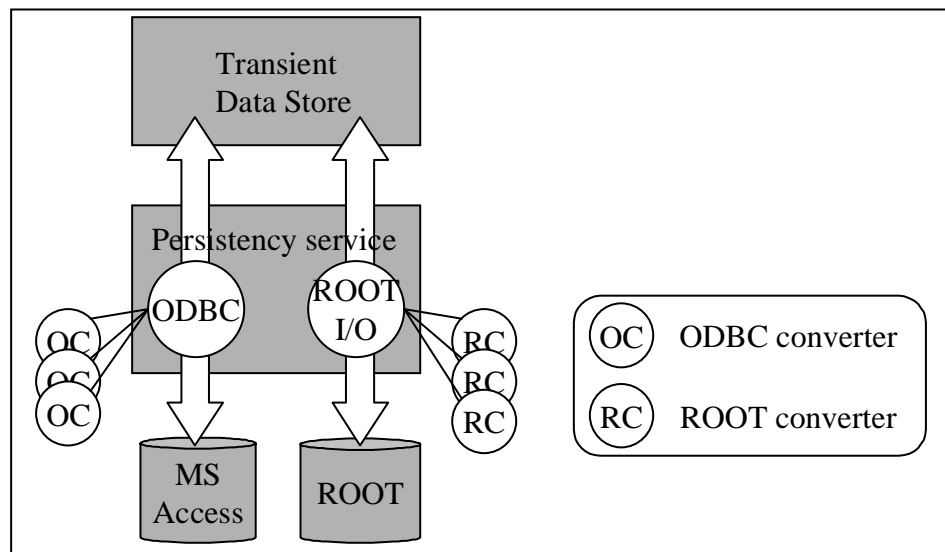 Transient
Data Store
Persistency service
ODBC
ROOT
I/O
OC
OC
OC
RC
RC
RC
MS
Access
ROOT
OC ODBC converter
RC ROOT converter